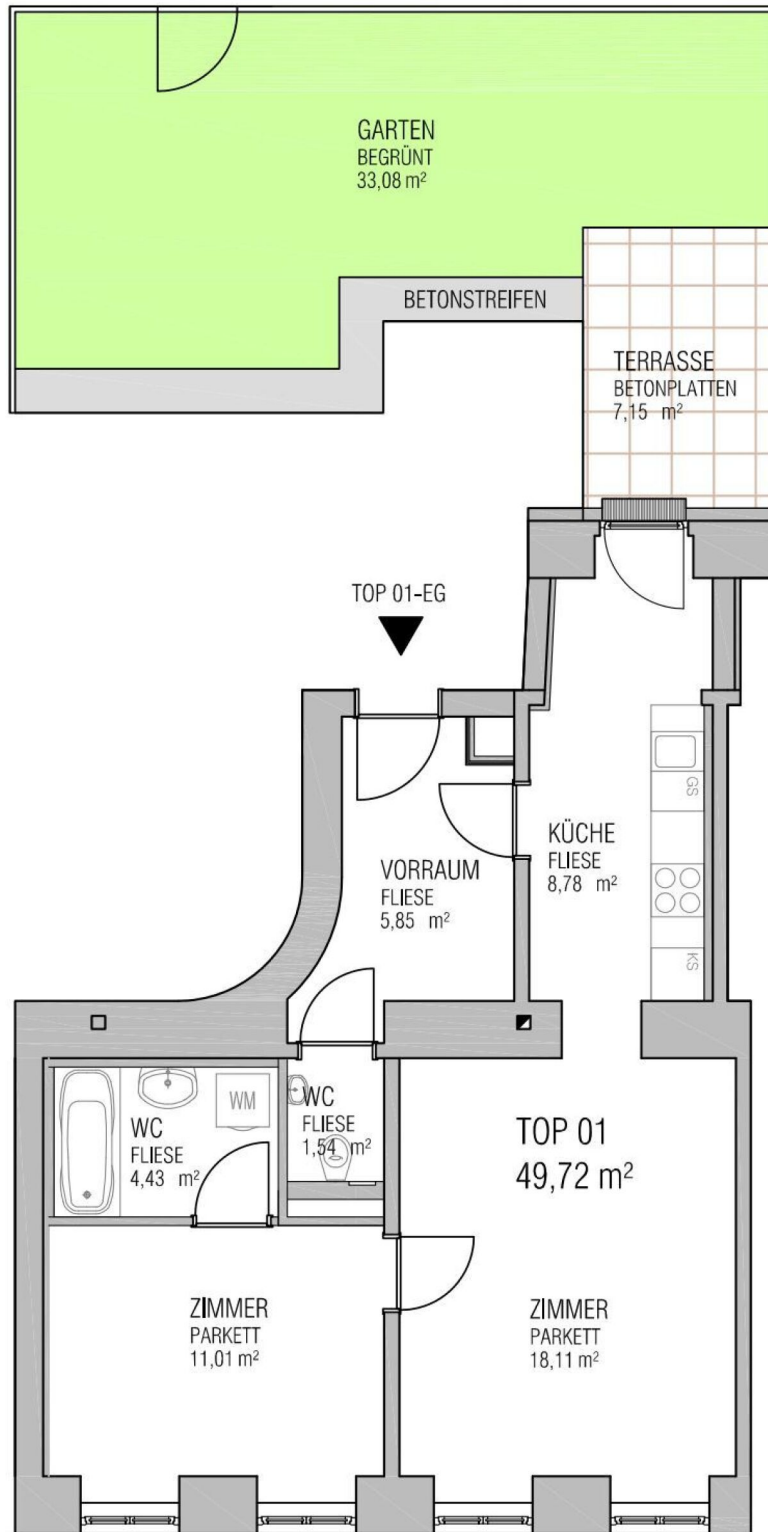 GARTEN
BEGRÜNT
33,08 m²
BETONSTREIFEN
TERRASSE
BETONPLATTEN
7,15 m²
TOP 01-EG
GS
KÜCHE
FLIESE
8,78 m²
VORRAUM
FLIESE
5,85 m²
KS
WM
WC
FLIESE
4,43 m²
WC
FLIESE
1,54 m²
TOP 01
49,72 m²
ZIMMER
PARKETT
11,01 m²
ZIMMER
PARKETT
18,11 m²